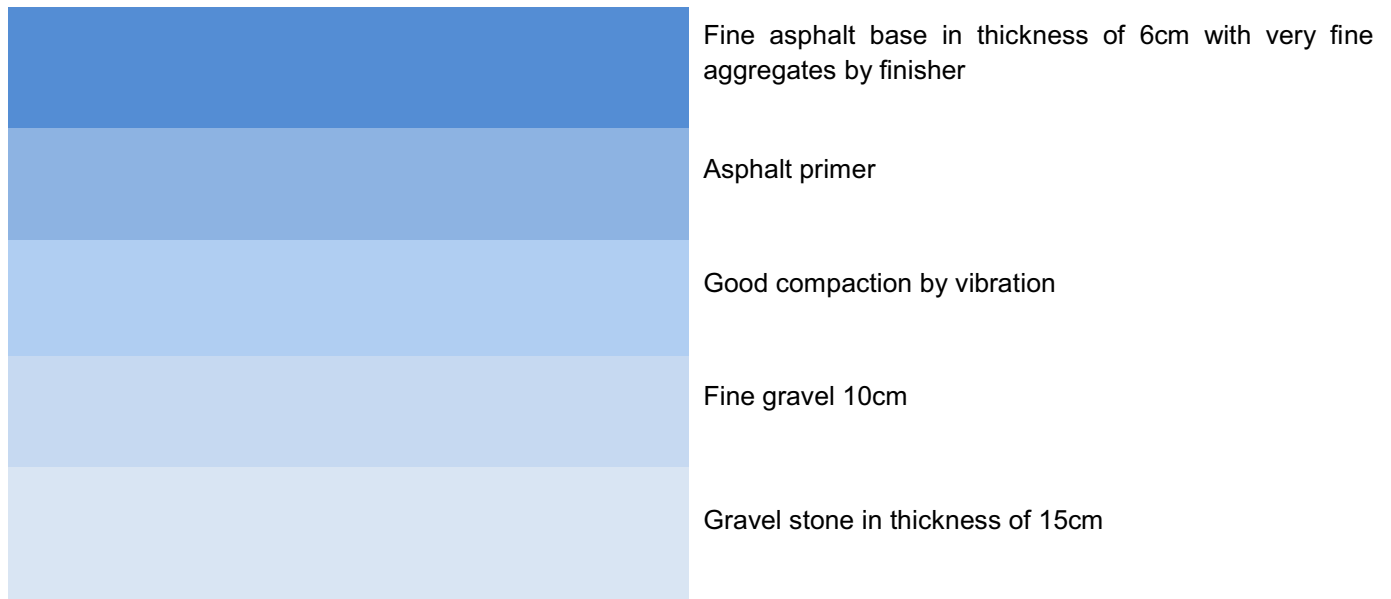 Fine asphalt base in thickness of 6cm with very fine
aggregates by finisher
Asphalt primer
Good compaction by vibration
Fine gravel 10cm
Gravel stone in thickness of 15cm